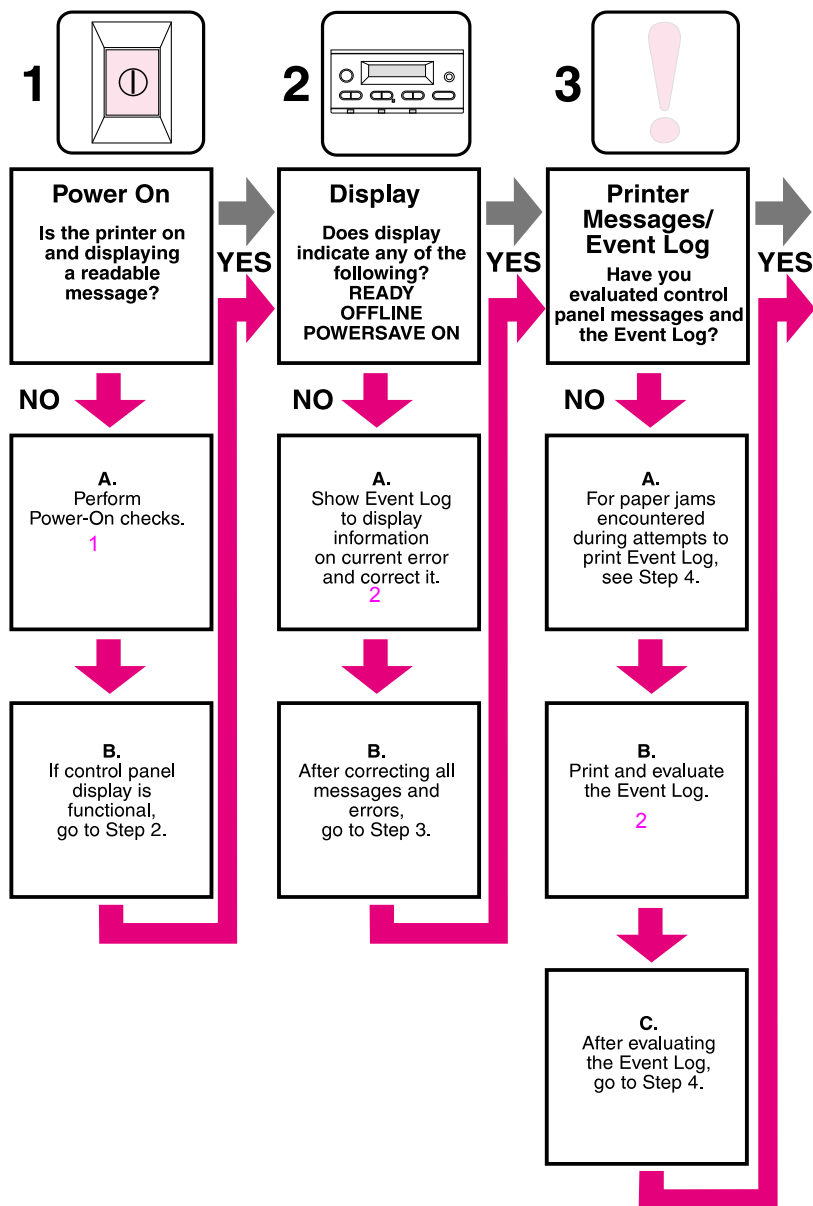 1
2
3
Power On
Is the printer on
and displaying
a readable
message?
YES
NO
A.
Perform
Power-On checks.
1
B.
If control panel
display is
functional,
go to Step 2.
Display
Does display
indicate any of the
following?
READY
OFFLINE
POWERSAVE ON
YES
NO
A.
Show Event Log
to display
information
on current error
and correct it.
2
B.
After correcting all
messages and
errors,
go to Step 3.
Printer
Messages/
Event Log
Have you
evaluated control
panel messages and
the Event Log?
YES
NO
A.
For paper jams
encountered
during attempts to
print Event Log,
see Step 4.
B.
Print and evaluate
the Event Log.
2
C.
After evaluating
the Event Log,
go to Step 4.